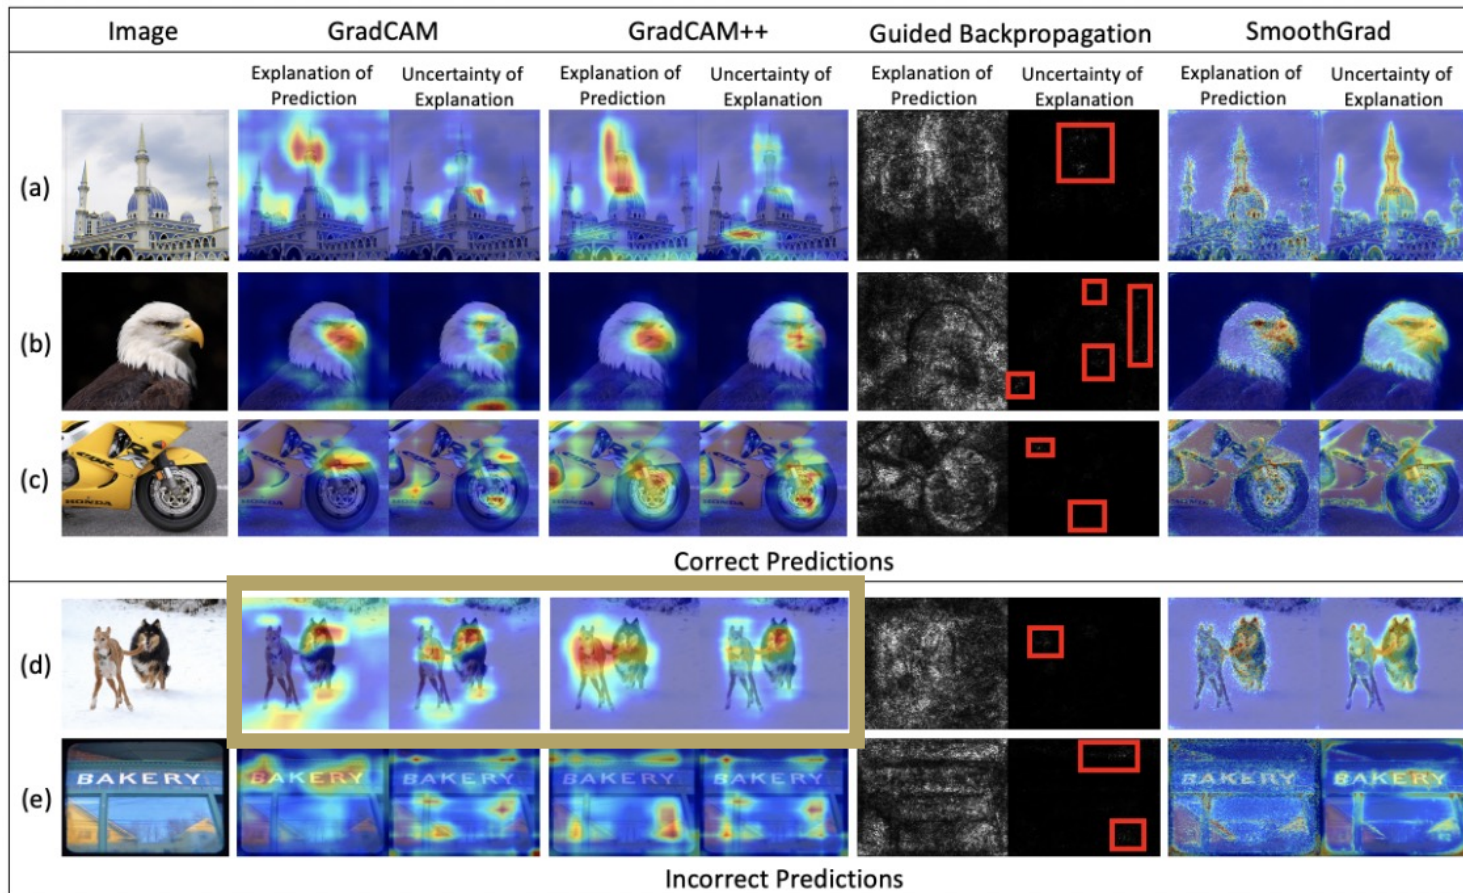 Image GradCAM GradCAM++ Guided Backpropagation SmoothGrad
Explanation of Prediction Uncertainty of Explanation Explanation of Prediction Uncertainty of Explanation Explanation of Prediction Uncertainty of Explanation Explanation of Prediction Uncertainty of Explanation
(a)
(b)
(c)
HONDA
Correct Predictions
(d)
(e)
BAKERY BAKERY BAKERY BAKERY BAKERY BAKERY BAKERY
Incorrect Predictions